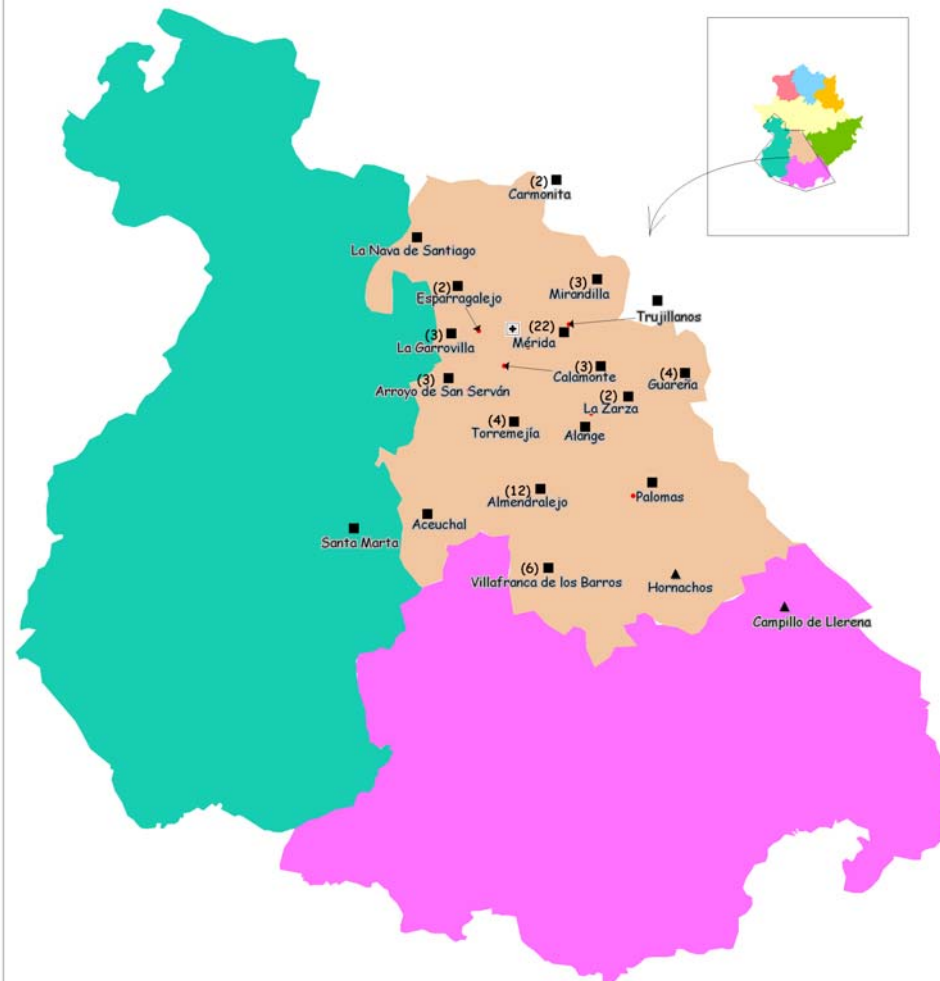 (2)
Carmonita
La Nava de Santiago
(2)
Esparragalejo
(3)
Mirandilla
Trujillanos
(22)
Mérida
(3)
La Garrovilla
(3)
Calamonte
(4)
Guareña
(3)
Arroyo de San Serván
(2)
La Zarza
(4)
Torremejía
Alange
(12)
Almendralejo
Palomas
Aceuchal
Santa Marta
(6)
Villafranca de los Barros
Hornachos
Campillo de Llerena